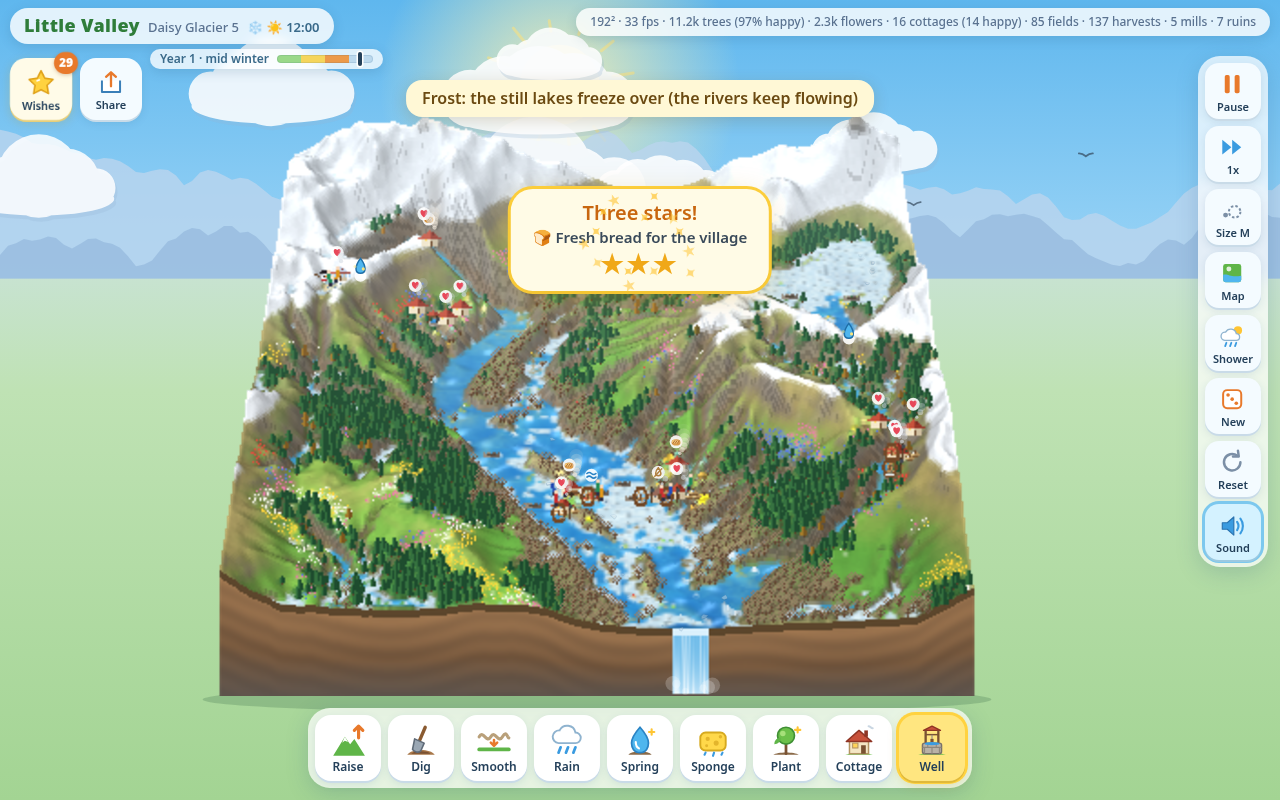 Little Valley Daisy Glacier 5 12:00
192² · 33 fps · 11.2k trees (97% happy) · 2.3k flowers · 16 cottages (14 happy) · 85 fields · 137 harvests · 5 mills · 7 ruins
Year 1 · mid winter
29
Wishes
Share
Frost: the still lakes freeze over (the rivers keep flowing)
Three stars!
Fresh bread for the village
Pause
1x
Size M
Map
Shower
New
Reset
Sound
Raise
Dig
Smooth
Rain
Spring
Sponge
Plant
Cottage
Well